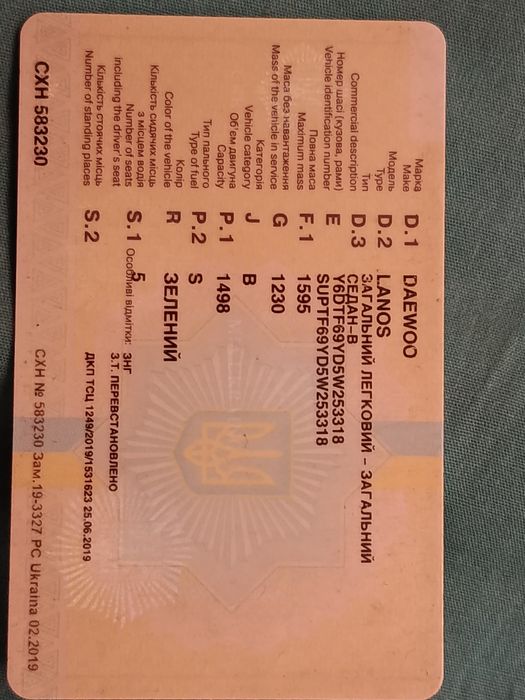 Марка
Make
D.1 DAEWOO
Модель
Type
D.2 LANOS
Тип
ЗАГАЛЬНИЙ ЛЕГКОВИЙ - ЗАГАЛЬНИЙ
Commercial description
D.3 СЕДАН-В
Номер шасі (кузова, рами)
Vehicle identification number
E Y6DTF69YD5W253318
SUPTF69YD5W253318
Повна маса
Maximum mass
F.1 1595
Маса без навантаження
Mass of the vehicle in service
G 1230
Категорія
Vehicle category
J B
Об'єм двигуна
Capacity
P.1 1498
Тип пального
Type of fuel
P.2 S
Колір
Color of the vehicle
R ЗЕЛЕНИЙ
Кількість сидячих місць
з місцем водія
Number of seats
including the driver's seat
S.1 5
Особливі відмітки: ЗНГ
З.Т. ПЕРЕВСТАНОВЛЕНО
Кількість стоячих місць
Number of standing places
S.2
ДКП ТСЦ 1249/2019/1531623 25.06.2019
CXH 583230
CXH № 583230 Зам.19-3327 РС Ukraina 02.2019